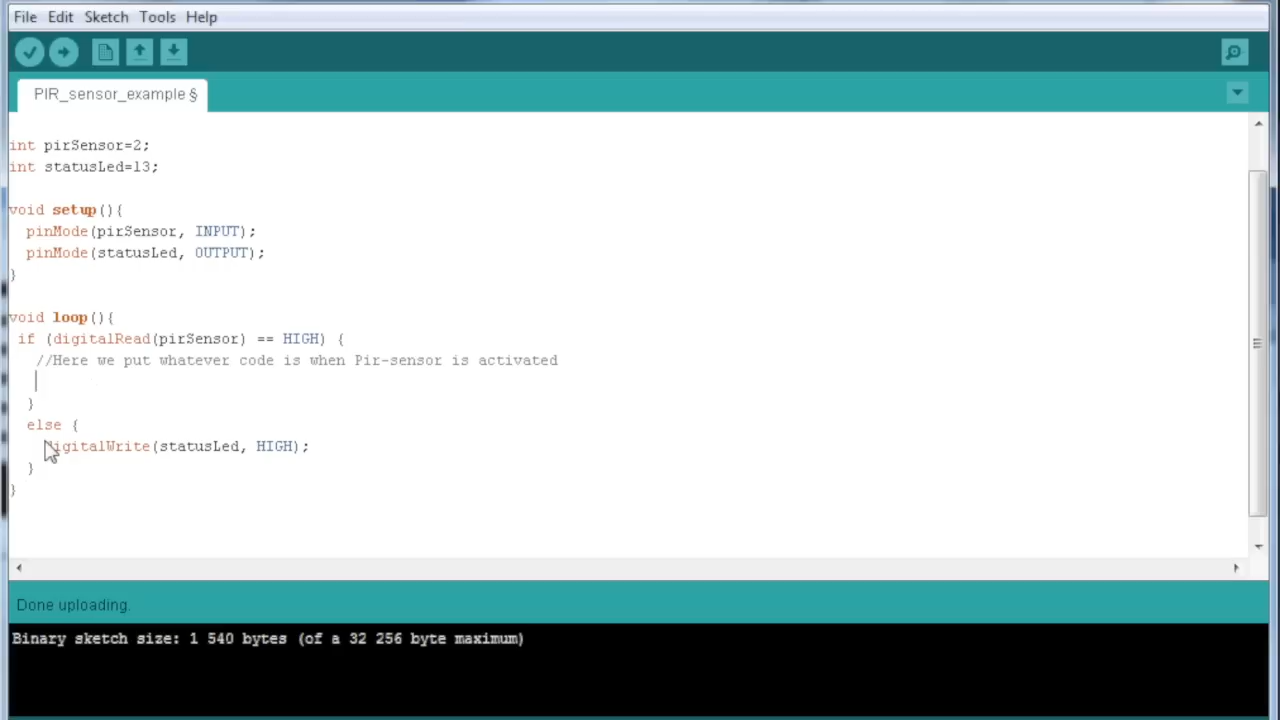 File Edit Sketch Tools Help
PIR_sensor_example §
int pirSensor=2;
int statusLed=13;
void setup(){
pinMode(pirSensor, INPUT);
pinMode(statusLed, OUTPUT);
}
void loop(){
if (digitalRead(pirSensor) == HIGH) {
//Here we put whatever code is when Pir-sensor is activated
}
else {
digitalWrite(statusLed, HIGH);
}
}
Done uploading.
Binary sketch size: 1 540 bytes (of a 32 256 byte maximum)